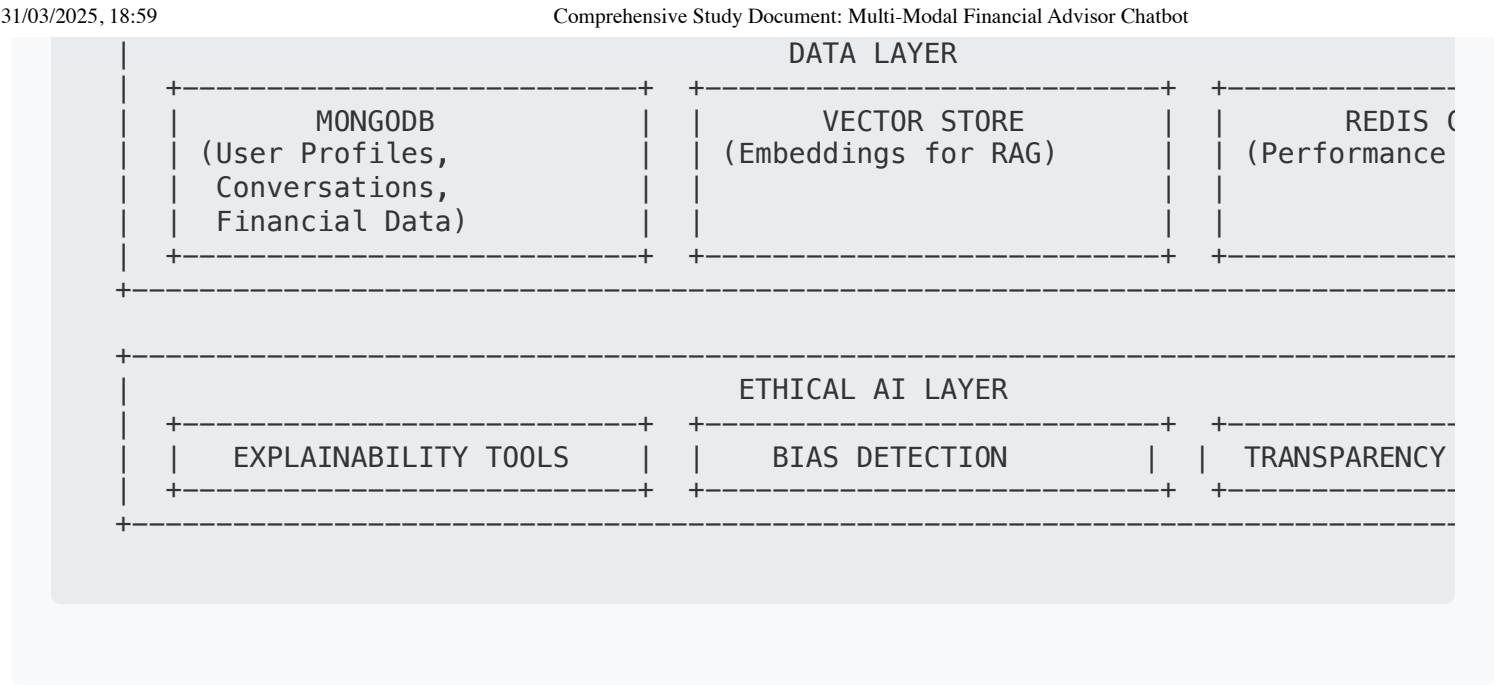 31/03/2025, 18:59 Comprehensive Study Document: Multi-Modal Financial Advisor Chatbot
DATA LAYER
MONGODB VECTOR STORE REDIS
(User Profiles, (Embeddings for RAG) (Performance
Conversations,
Financial Data)
ETHICAL AI LAYER
EXPLAINABILITY TOOLS BIAS DETECTION TRANSPARENCY